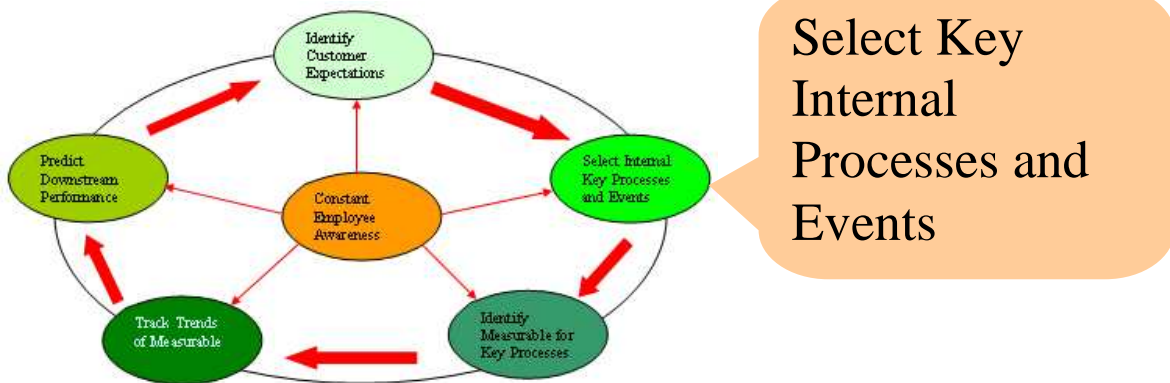 Identify
Customer
Expectations
Select Key
Internal
Processes and
Events
Predict
Downstream
Performance
Select Internal
Key Processes
and Events
Constant
Employee
Awareness
Track Trends
of Measurable
Identify
Measurable for
Key Processes